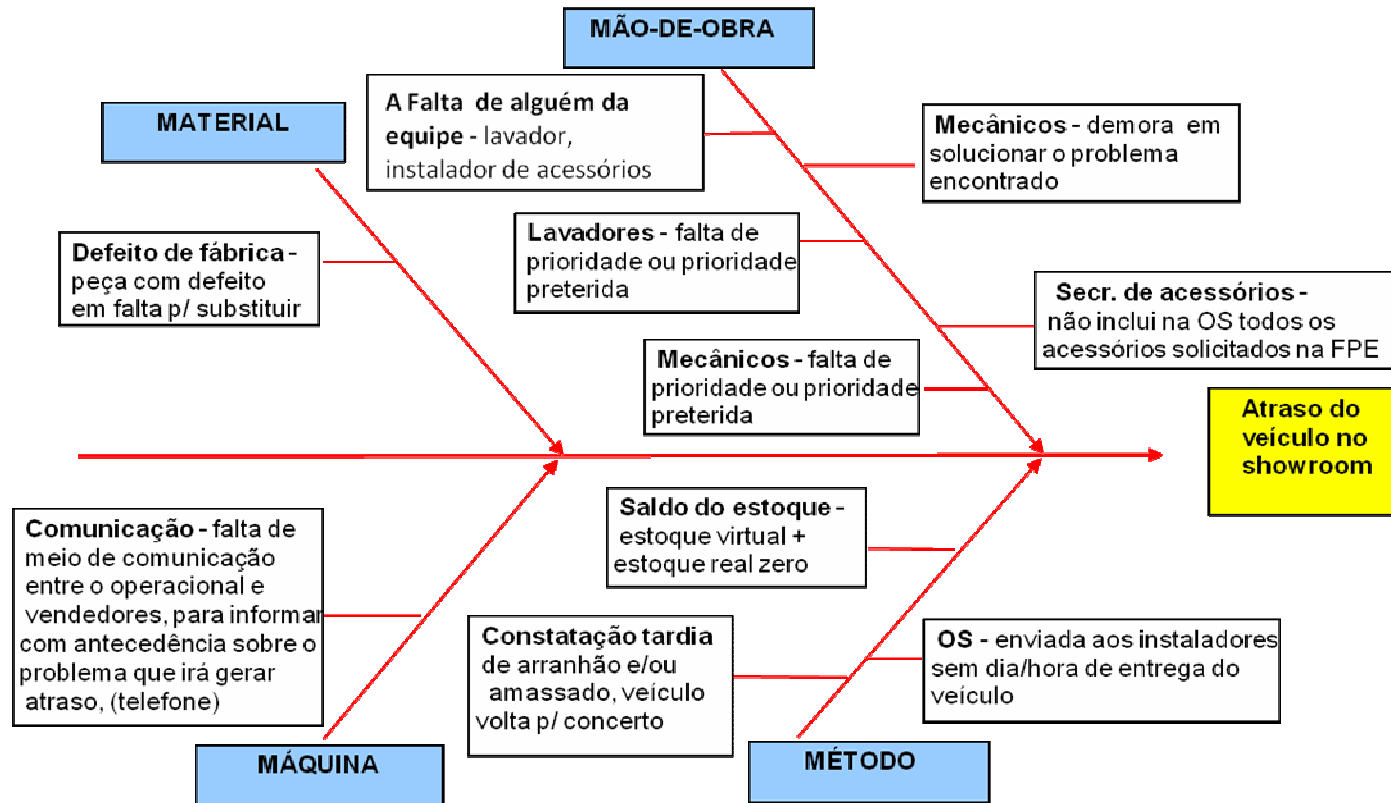 MÃO-DE-OBRA
MATERIAL
A Falta de alguém da
equipe - lavador,
instalador de acessórios
Mecânicos - demora em
solucionar o problema
encontrado
Defeito de fábrica -
peça com defeito
em falta p/ substituir
Lavadores - falta de
prioridade ou prioridade
preterida
Secr. de acessórios -
não inclui na OS todos os
acessórios solicitados na FPE
Mecânicos - falta de
prioridade ou prioridade
preterida
Atraso do
veículo no
showroom
Comunicação - falta de
meio de comunicação
entre o operacional e
vendedores, para informar
com antecedência sobre o
problema que irá gerar
atraso, (telefone)
Saldo do estoque -
estoque virtual +
estoque real zero
Constatação tardia
de arranhão e/ou
amassado, veículo
volta p/ concerto
OS - enviada aos instaladores
sem dia/hora de entrega do
veículo
MÁQUINA
MÉTODO